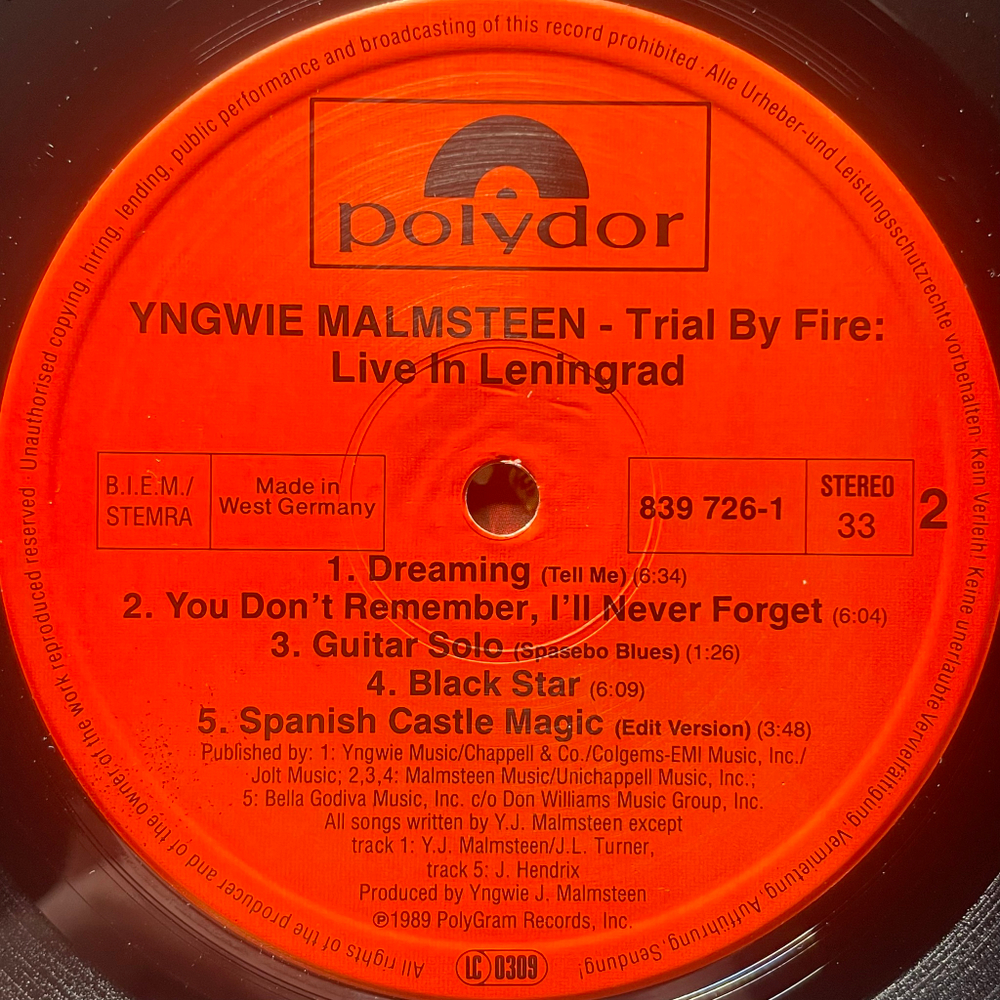 All rights of the producer and of the owner of the work reproduced reserved · Unauthorised copying, hiring, lending, public performance and broadcasting of this record prohibited · Alle Urheber- und Leistungsschutzrechte vorbehalten · Kein Verleih! Keine unerlaubte Vervielfältigung, Vermietung, Aufführung, Sendung!
polydor
YNGWIE MALMSTEEN - Trial By Fire:
Live In Leningrad
B.I.E.M./
STEMRA
Made in
West Germany
839 726-1
STEREO
33
2
1. Dreaming (Tell Me) (6:34)
2. You Don't Remember, I'll Never Forget (6:04)
3. Guitar Solo (Spasebo Blues) (1:26)
4. Black Star (6:09)
5. Spanish Castle Magic (Edit Version) (3:48)
Published by: 1: Yngwie Music/Chappell & Co./Colgems-EMI Music, Inc./
Jolt Music; 2,3,4: Malmsteen Music/Unichappell Music, Inc.;
5: Bella Godiva Music, Inc. c/o Don Williams Music Group, Inc.
All songs written by Y.J. Malmsteen except
track 1: Y.J. Malmsteen/J.L. Turner,
track 5: J. Hendrix
Produced by Yngwie J. Malmsteen
℗1989 PolyGram Records, Inc.
LC 0309